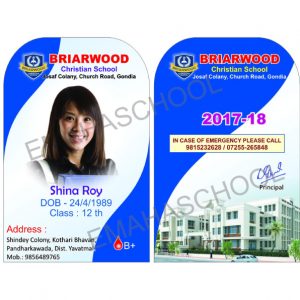 BRIARWOOD
Christian School
Josaf Colany, Church Road, Gondia
Shina Roy
DOB - 24/4/1989
Class : 12 th
Address :
Shindey Colony, Kothari Bhavan,
Pandharkawada, Dist. Yavatmal
Mob.: 9856489765
B+
BRIARWOOD
Christian School
Josaf Colany, Church Road, Gondia
2017-18
IN CASE OF EMERGENCY PLEASE CALL
9815232628 / 07255-265848
Principal
EMAHASCHOOL
EMAHASCHOOL